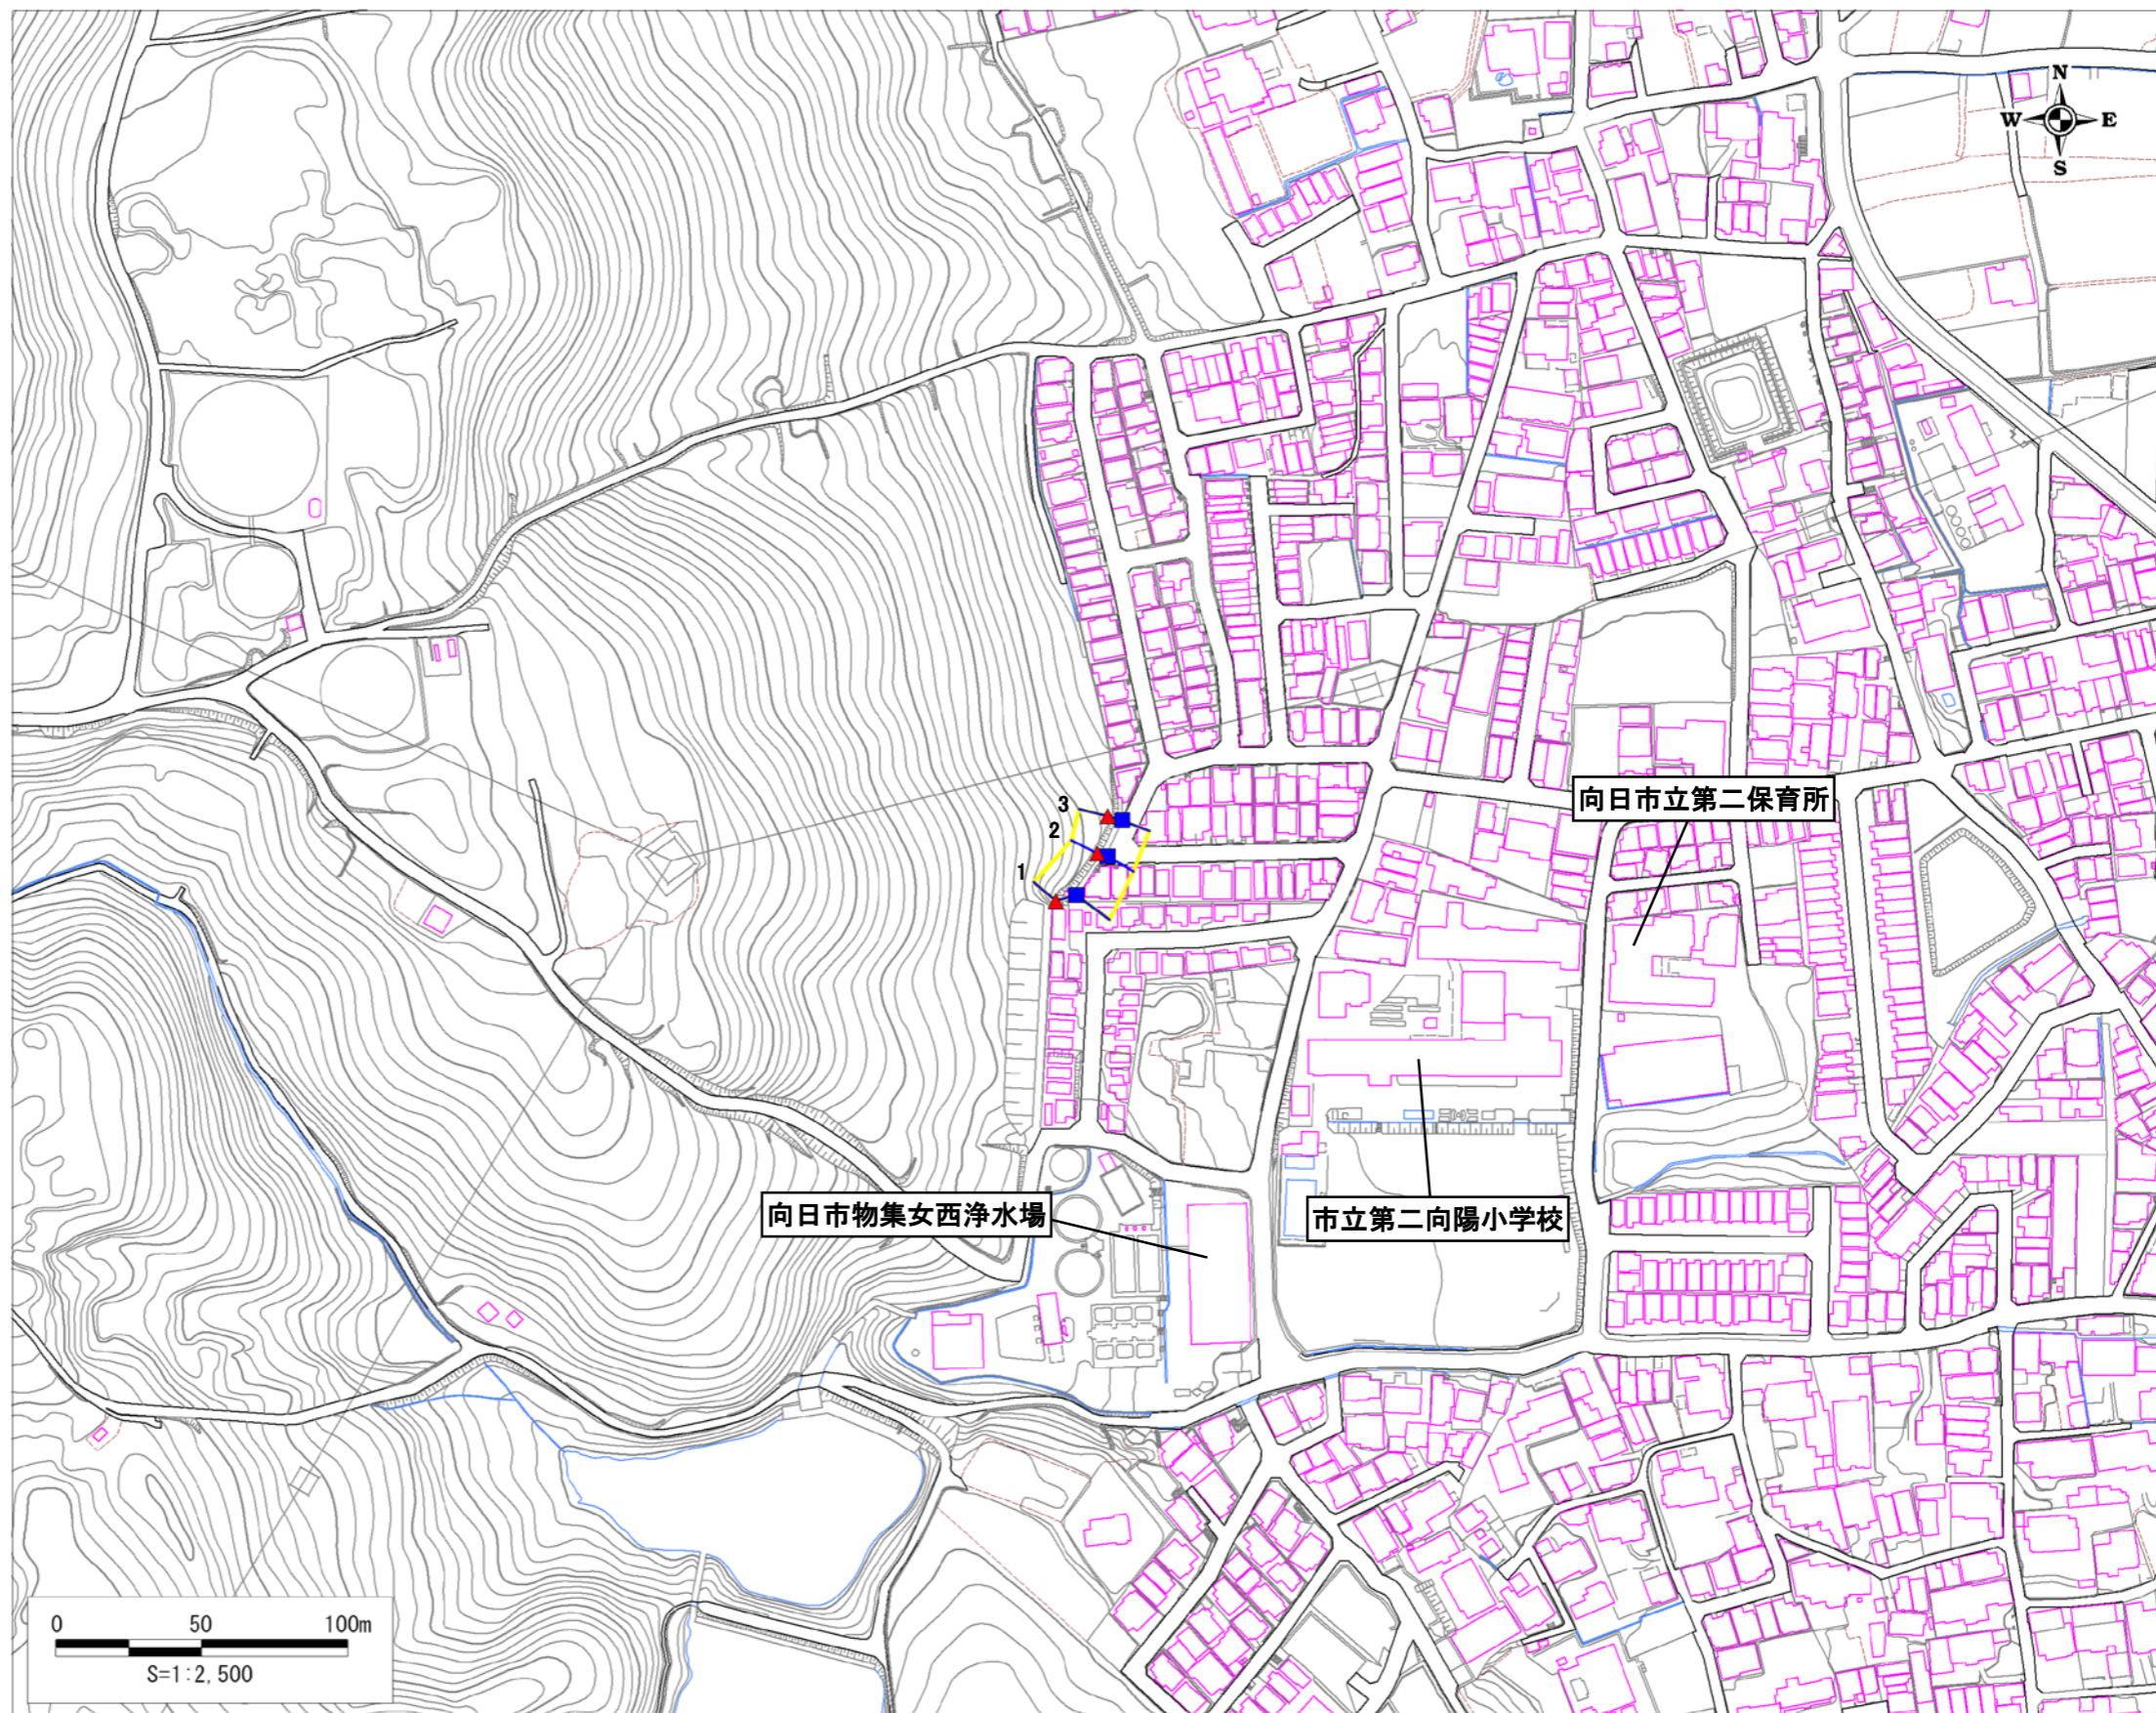 N
W E
S
向日市立第二保育所
3
2
1
向日市物集女西浄水場
市立第二向陽小学校
0 50 100m
S=1:2,500